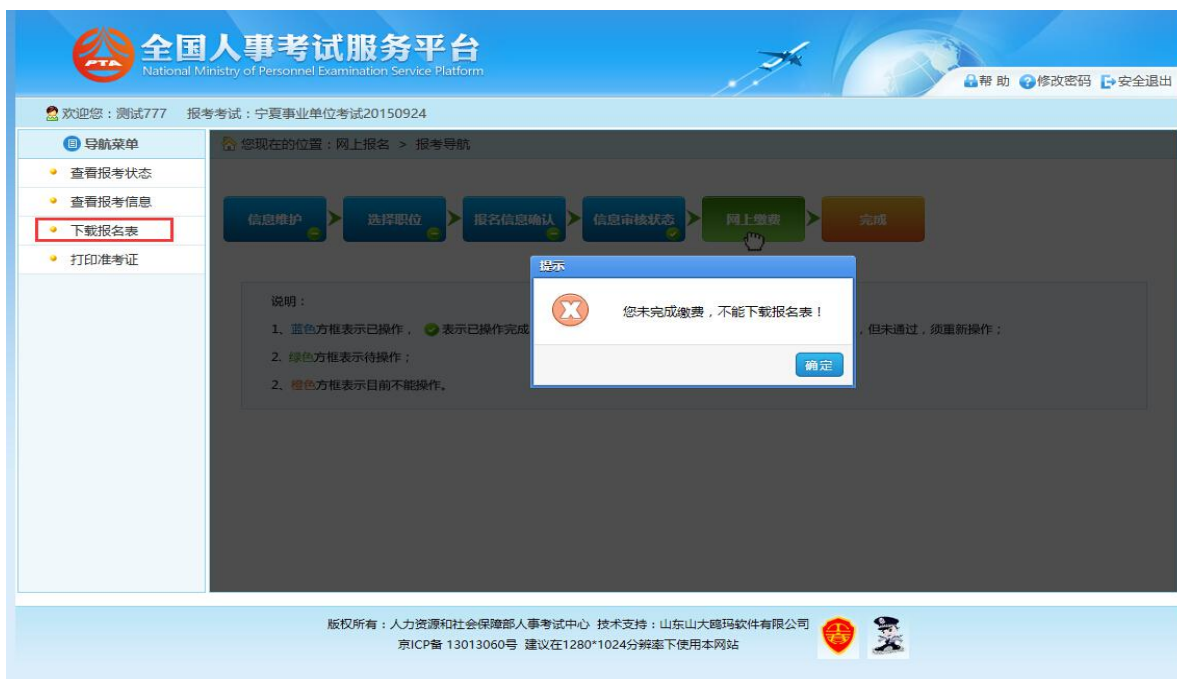 全国人事考试服务平台
PTA
National Ministry of Personnel Examination Service Platform
帮 助 修改密码 安全退出
欢迎您：测试777 报考考试：宁夏事业单位考试20150924
导航菜单
您现在的位置：网上报名 > 报考导航
查看报考状态
查看报考信息
下载报名表
打印准考证
信息维护 选择职位 报名信息确认 信息审核状态 网上缴费 完成
提示
您未完成缴费，不能下载报名表！
确定
说明：
1、蓝色方框表示已操作， 表示已操作完成 ，但未通过，须重新操作；
2. 绿色方框表示待操作；
2、橙色方框表示目前不能操作。
版权所有：人力资源和社会保障部人事考试中心 技术支持：山东山大鸥玛软件有限公司
京ICP备 13013060号 建议在1280*1024分辨率下使用本网站